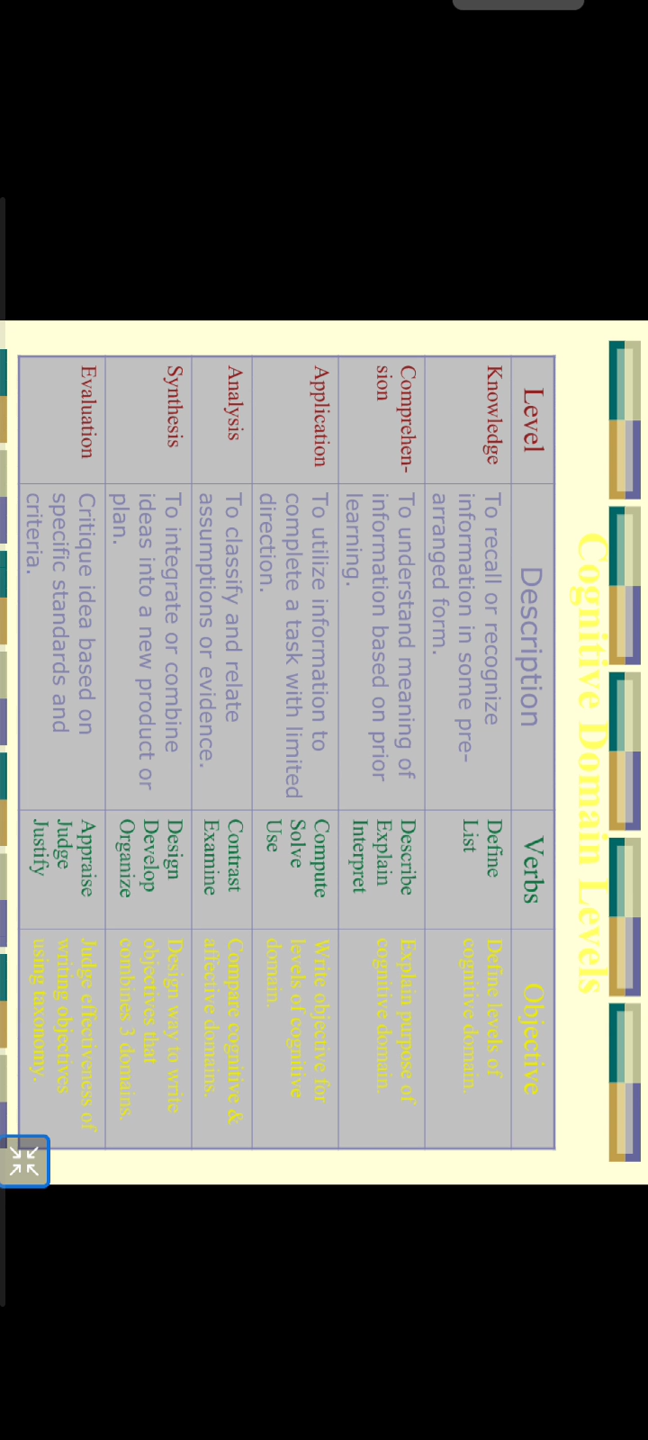 Cognitive Domain Levels
Level
Description
Verbs
Objective
Knowledge
To recall or recognize
information in some pre-
arranged form.
Define
List
Define levels of
cognitive domain.
Comprehen-
sion
To understand meaning of
information based on prior
learning.
Describe
Explain
Interpret
Explain purpose of
cognitive domain.
Application
To utilize information to
complete a task with limited
direction.
Compute
Solve
Use
Write objective for
levels of cognitive
domain.
Analysis
To classify and relate
assumptions or evidence.
Contrast
Examine
Compare cognitive &
affective domains.
Synthesis
To integrate or combine
ideas into a new product or
plan.
Design
Develop
Organize
Design way to write
objectives that
combines 3 domains.
Evaluation
Critique idea based on
specific standards and
criteria.
Appraise
Judge
Justify
Judge effectiveness of
writing objectives
using taxonomy.